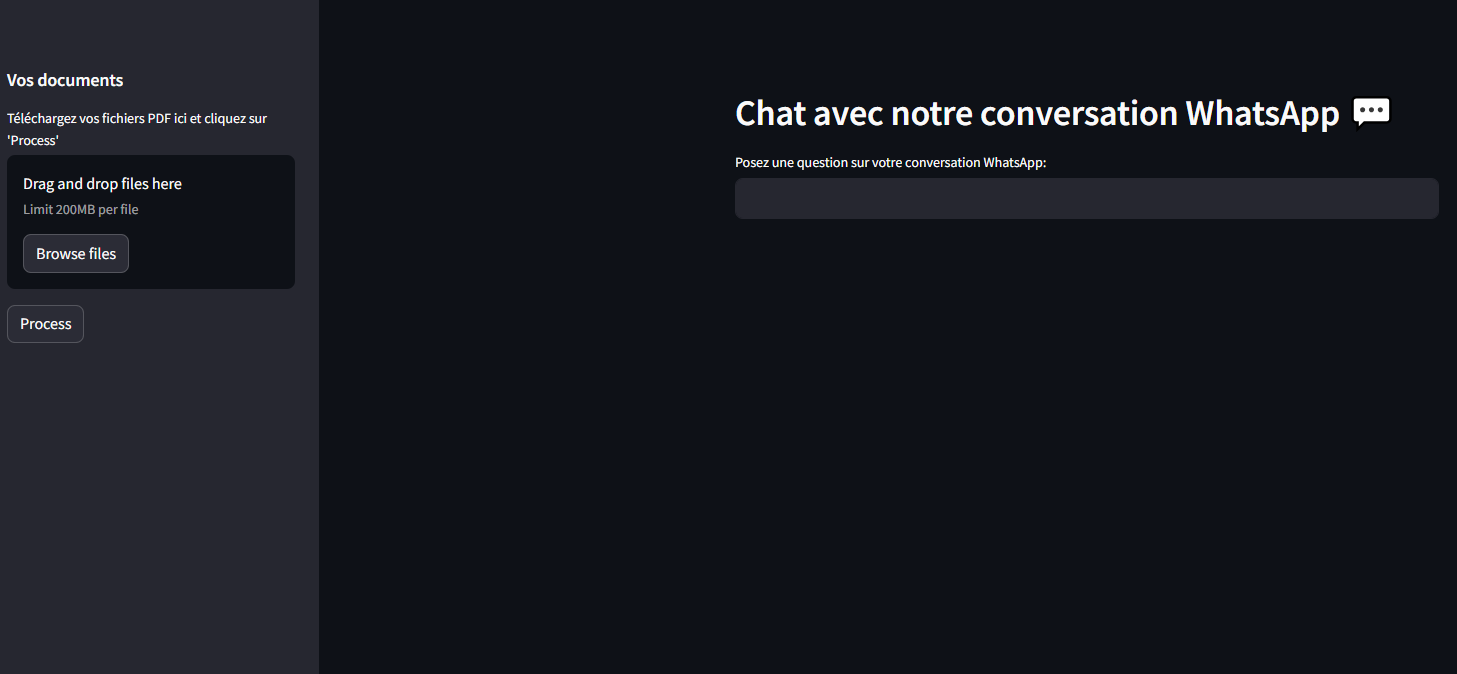 Vos documents
Téléchargez vos fichiers PDF ici et cliquez sur
'Process'
Drag and drop files here
Limit 200MB per file
Browse files
Process
Chat avec notre conversation WhatsApp 💬
Posez une question sur votre conversation WhatsApp: